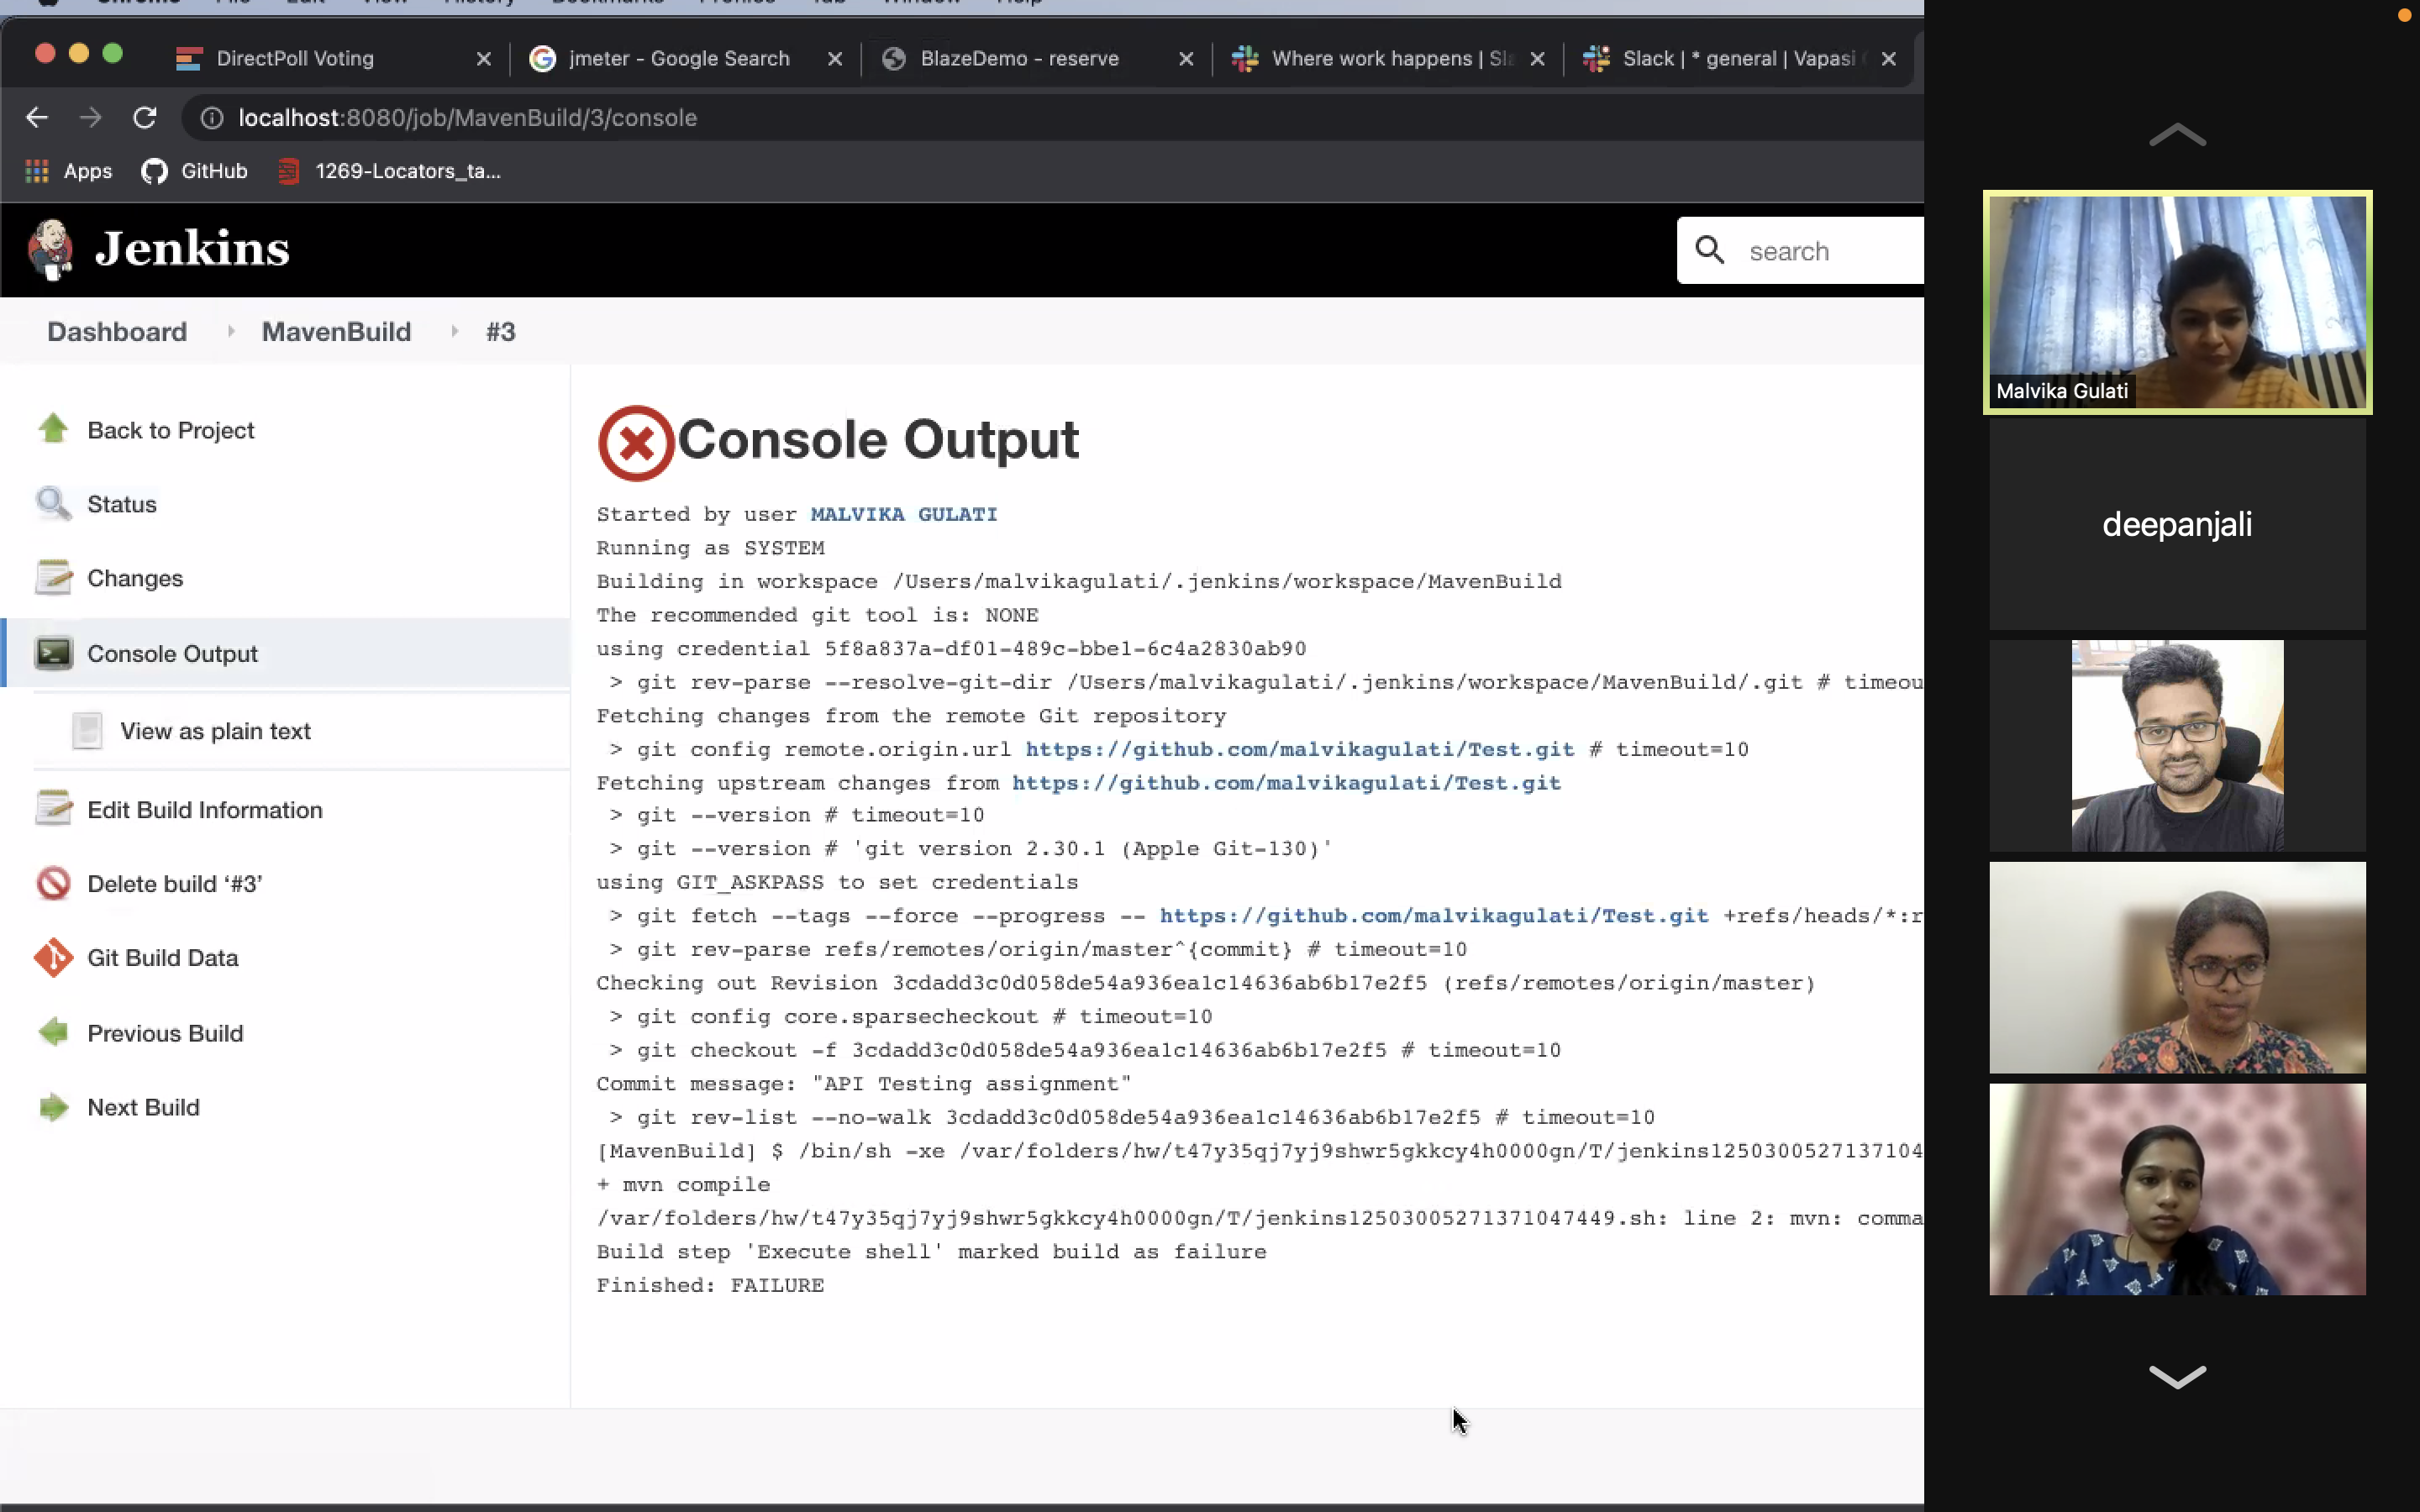 Chrome File Edit View History Bookmarks Profiles Tab Window Help
DirectPoll Voting
jmeter - Google Search
BlazeDemo - reserve
Where work happens | Sla
Slack | * general | Vapasi
localhost:8080/job/MavenBuild/3/console
Apps
GitHub
1269-Locators_ta...
Jenkins
search
Dashboard
MavenBuild
#3
Back to Project
Status
Changes
Console Output
View as plain text
Edit Build Information
Delete build ‘#3’
Git Build Data
Previous Build
Next Build
Console Output
Started by user MALVIKA GULATI
Running as SYSTEM
Building in workspace /Users/malvikagulati/.jenkins/workspace/MavenBuild
The recommended git tool is: NONE
using credential 5f8a837a-df01-489c-bbe1-6c4a2830ab90
> git rev-parse --resolve-git-dir /Users/malvikagulati/.jenkins/workspace/MavenBuild/.git # timeou
Fetching changes from the remote Git repository
> git config remote.origin.url https://github.com/malvikagulati/Test.git # timeout=10
Fetching upstream changes from https://github.com/malvikagulati/Test.git
> git --version # timeout=10
> git --version # 'git version 2.30.1 (Apple Git-130)'
using GIT_ASKPASS to set credentials
> git fetch --tags --force --progress -- https://github.com/malvikagulati/Test.git +refs/heads/*:r
> git rev-parse refs/remotes/origin/master^{commit} # timeout=10
Checking out Revision 3cdadd3c0d058de54a936ea1c14636ab6b17e2f5 (refs/remotes/origin/master)
> git config core.sparsecheckout # timeout=10
> git checkout -f 3cdadd3c0d058de54a936ea1c14636ab6b17e2f5 # timeout=10
Commit message: "API Testing assignment"
> git rev-list --no-walk 3cdadd3c0d058de54a936ea1c14636ab6b17e2f5 # timeout=10
[MavenBuild] $ /bin/sh -xe /var/folders/hw/t47y35qj7yj9shwr5gkkcy4h0000gn/T/jenkins1250300527137104
+ mvn compile
/var/folders/hw/t47y35qj7yj9shwr5gkkcy4h0000gn/T/jenkins12503005271371047449.sh: line 2: mvn: comma
Build step 'Execute shell' marked build as failure
Finished: FAILURE
Malvika Gulati
deepanjali